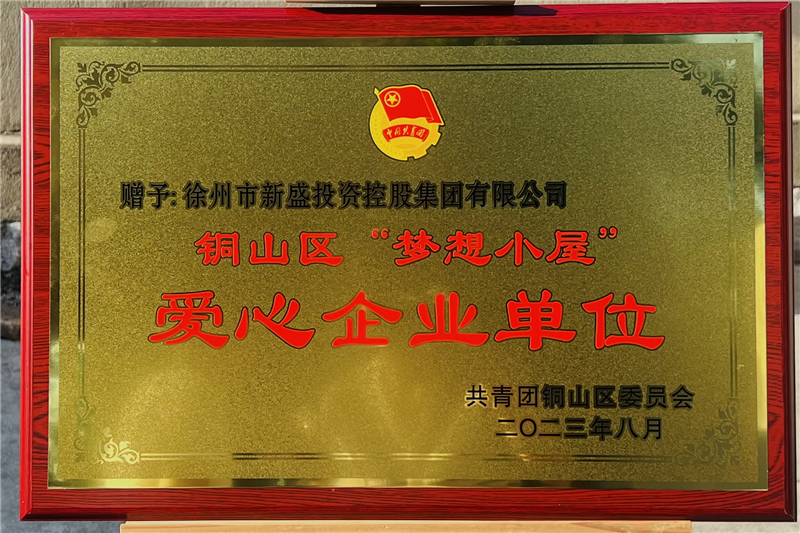 中国共青团
赠予:徐州市新盛投资控股集团有限公司
铜山区“梦想小屋”
爱心企业单位
共青团铜山区委员会
二〇二三年八月